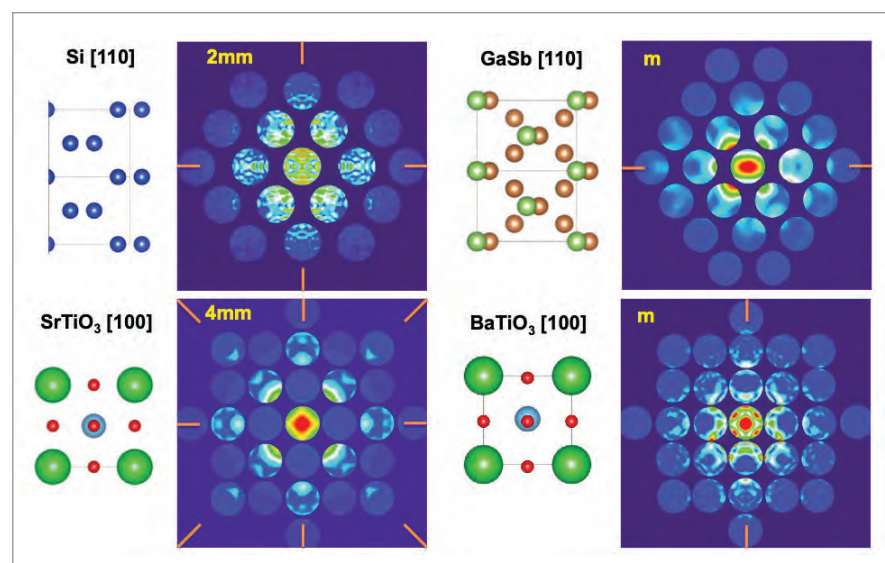 Si [110]
2mm
GaSb [110]
m
SrTiO₃ [100]
4mm
BaTiO₃ [100]
m